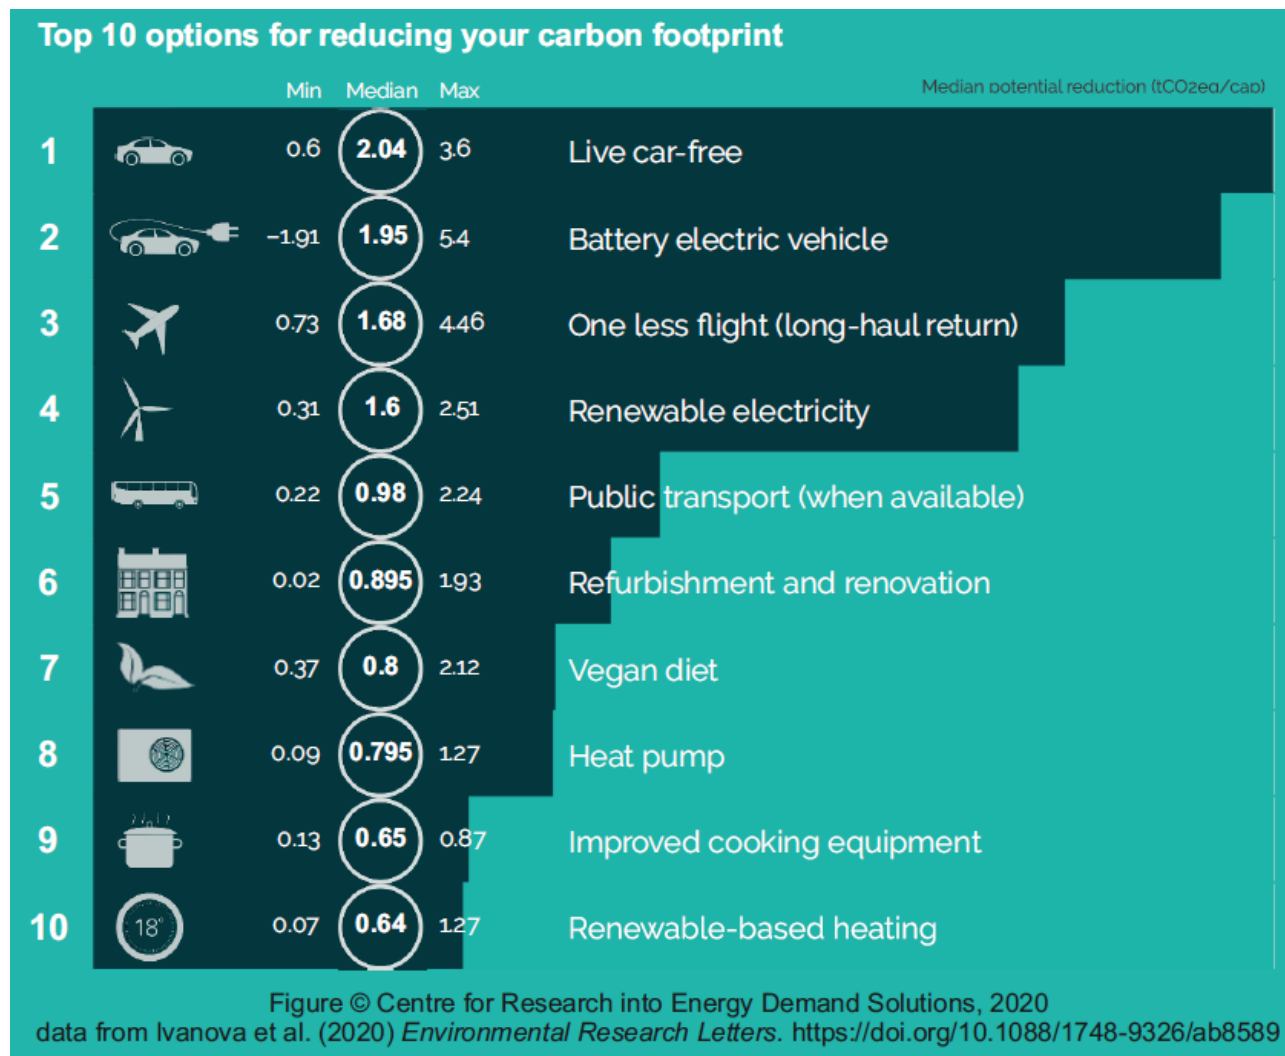 Top 10 options for reducing your carbon footprint
Min Median Max Median potential reduction (tCO2eq/cap)
1 0.6 2.04 3.6 Live car-free
2 −1.91 1.95 5.4 Battery electric vehicle
3 0.73 1.68 4.46 One less flight (long-haul return)
4 0.31 1.6 2.51 Renewable electricity
5 0.22 0.98 2.24 Public transport (when available)
6 0.02 0.895 1.93 Refurbishment and renovation
7 0.37 0.8 2.12 Vegan diet
8 0.09 0.795 1.27 Heat pump
9 0.13 0.65 0.87 Improved cooking equipment
10 18° 0.07 0.64 1.27 Renewable-based heating
Figure © Centre for Research into Energy Demand Solutions, 2020
data from Ivanova et al. (2020) Environmental Research Letters. https://doi.org/10.1088/1748-9326/ab8589